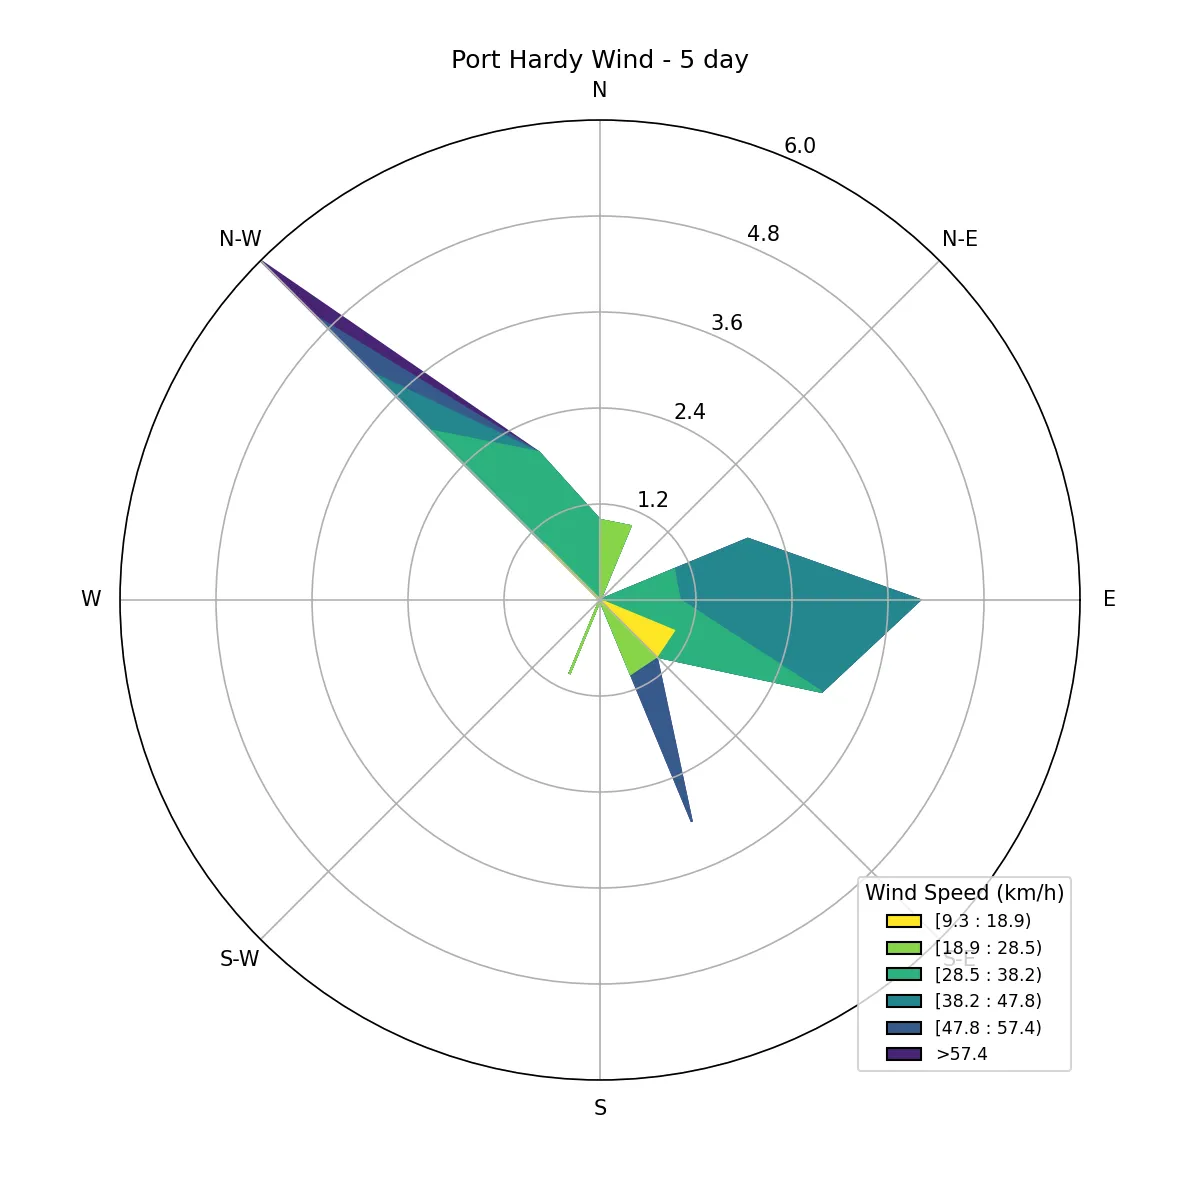 Port Hardy Wind - 5 day
N
6.0
N-W
N-E
4.8
3.6
2.4
1.2
W
E
S-W
S-E
S
Wind Speed (km/h)
[9.3 : 18.9)
[18.9 : 28.5)
[28.5 : 38.2)
[38.2 : 47.8)
[47.8 : 57.4)
>57.4